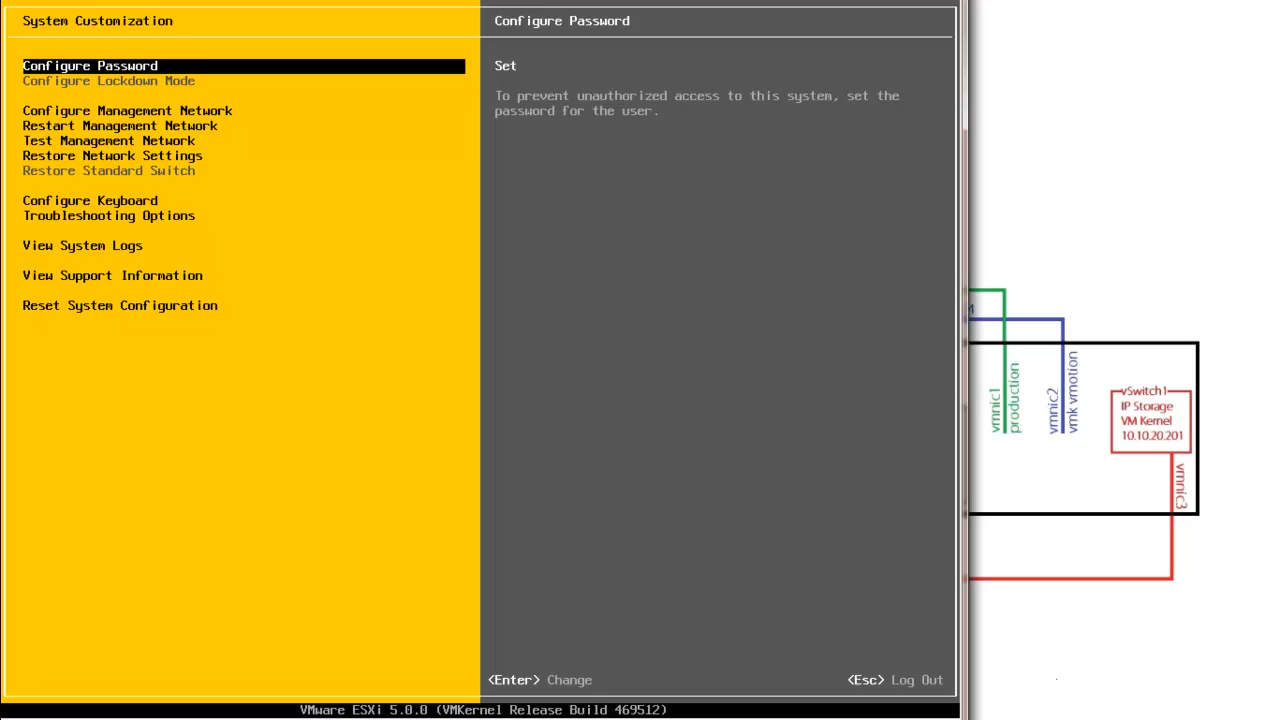 System Customization
Configure Password
Configure Lockdown Mode
Configure Management Network
Restart Management Network
Test Management Network
Restore Network Settings
Restore Standard Switch
Configure Keyboard
Troubleshooting Options
View System Logs
View Support Information
Reset System Configuration
Configure Password
Set
To prevent unauthorized access to this system, set the
password for the user.
<Enter> Change
<Esc> Log Out
VMware ESXi 5.0.0 (VMKernel Release Build 469512)
vmnic1
production
vmnic2
vmk vmotion
vSwitch1
IP Storage
VM Kernel
10.10.20.201
vmnic3